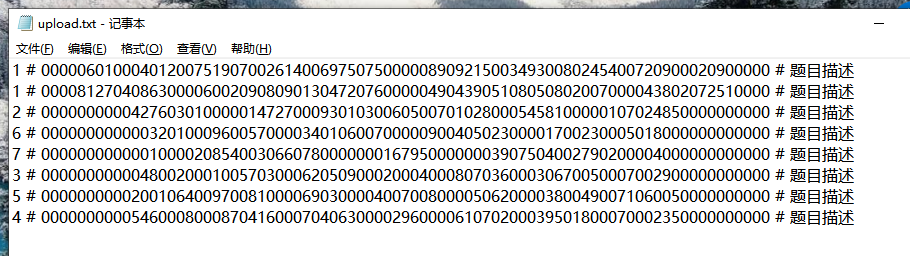 upload.txt - 记事本
文件(F) 编辑(E) 格式(O) 查看(V) 帮助(H)
1 # 000006010004012007519070026140069750750000089092150034930080245400720900020900000 # 题目描述
1 # 000081270408630000600209080901304720760000049043905108050802007000043802072510000 # 题目描述
2 # 000000000042760301000001472700093010300605007010280005458100000107024850000000000 # 题目描述
6 # 000000000000320100096005700003401060070000090040502300001700230005018000000000000 # 题目描述
7 # 000000000000100002085400306607800000001679500000003907504002790200004000000000000 # 题目描述
3 # 000000000004800200010057030006205090002000400080703600030670050007002900000000000 # 题目描述
5 # 000000000002001064009700810000690300004007008000050620000380049007106005000000000 # 题目描述
4 # 000000000054600080008704160007040630000296000061070200039501800070002350000000000 # 题目描述